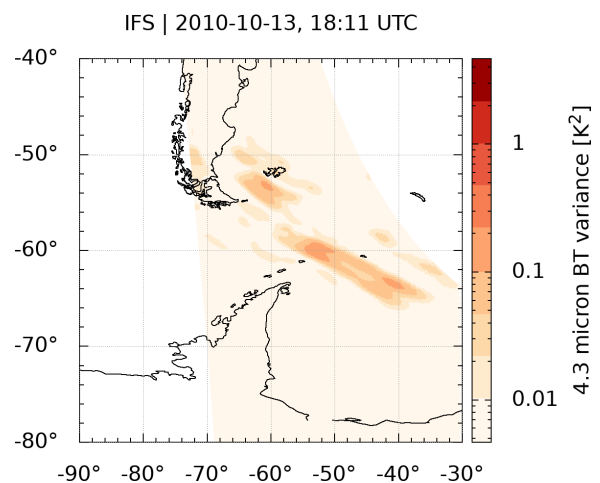 IFS | 2010-10-13, 18:11 UTC
-40°
-50°
-60°
-70°
-80°
-90° -80° -70° -60° -50° -40° -30°
1
0.1
0.01
4.3 micron BT variance [K²]